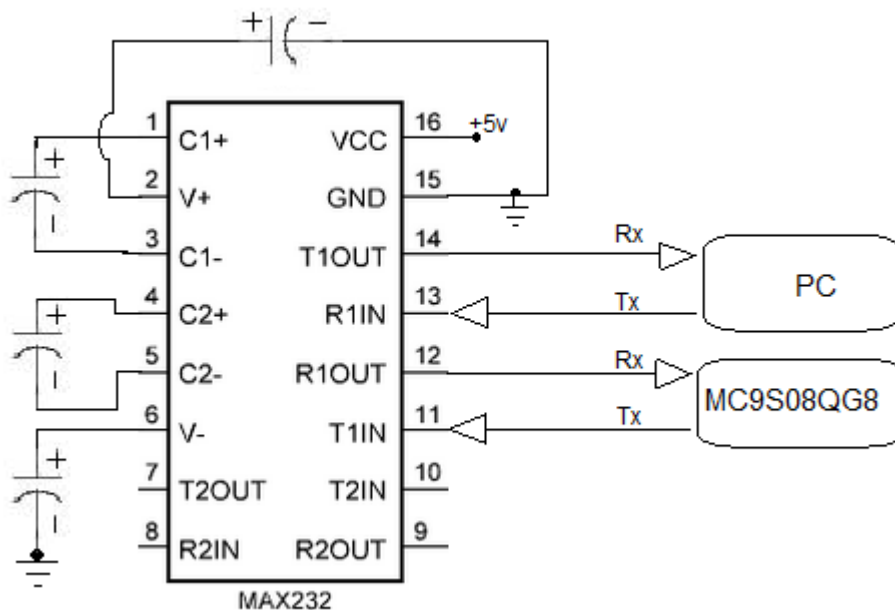 + −
1 C1+ VCC 16 +5v
+
2 V+ GND 15
−
3 C1- T1OUT 14 Rx
PC
4 C2+ R1IN 13 Tx
+
−
5 C2- R1OUT 12 Rx
MC9S08QG8
6 V- T1IN 11 Tx
+
7 T2OUT T2IN 10
−
8 R2IN R2OUT 9
MAX232